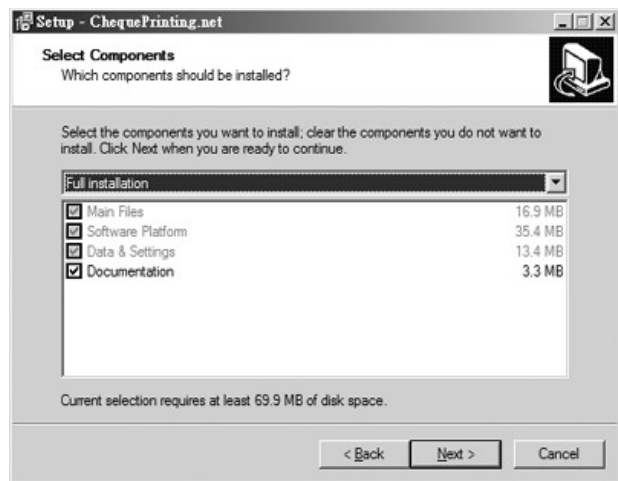 Setup - ChequePrinting.net
Select Components
Which components should be installed?
Select the components you want to install; clear the components you do not want to
install. Click Next when you are ready to continue.
Full installation
Main Files 16.9 MB
Software Platform 35.4 MB
Data & Settings 13.4 MB
Documentation 3.3 MB
Current selection requires at least 69.9 MB of disk space.
< Back Next > Cancel